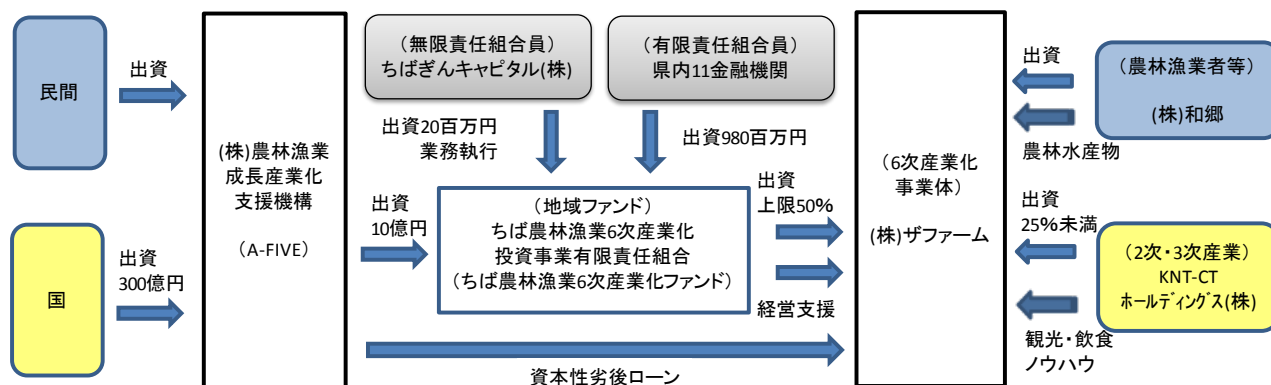 民間
出資
国
出資
300億円
(株)農林漁業
成長産業化
支援機構
(A-FIVE)
(無限責任組合員)
ちばぎんキャピタル(株)
(有限責任組合員)
県内11金融機関
出資20百万円
業務執行
出資980百万円
出資
10億円
(地域ファンド)
ちば農林漁業6次産業化
投資事業有限責任組合
(ちば農林漁業6次産業化ファンド)
出資
上限50%
経営支援
資本性劣後ローン
(6次産業化
事業体)
(株)ザファーム
出資
農林水産物
(農林漁業者等)
(株)和郷
出資
25%未満
観光・飲食
ノウハウ
(2次・3次産業)
KNT-CT
ホールディングス(株)